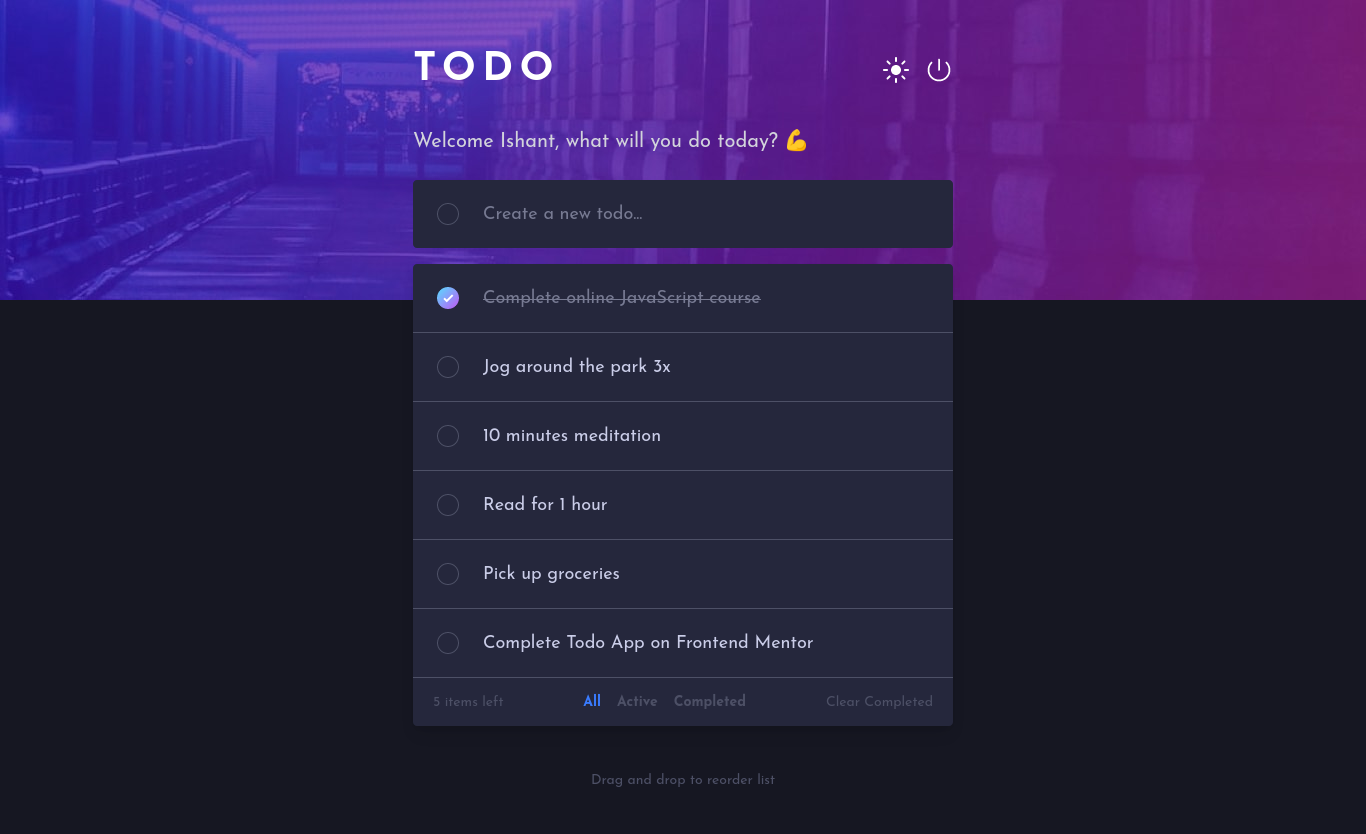 TODO
Welcome Ishant, what will you do today? 💪
Create a new todo...
Complete online JavaScript course
Jog around the park 3x
10 minutes meditation
Read for 1 hour
Pick up groceries
Complete Todo App on Frontend Mentor
5 items left All Active Completed Clear Completed
Drag and drop to reorder list